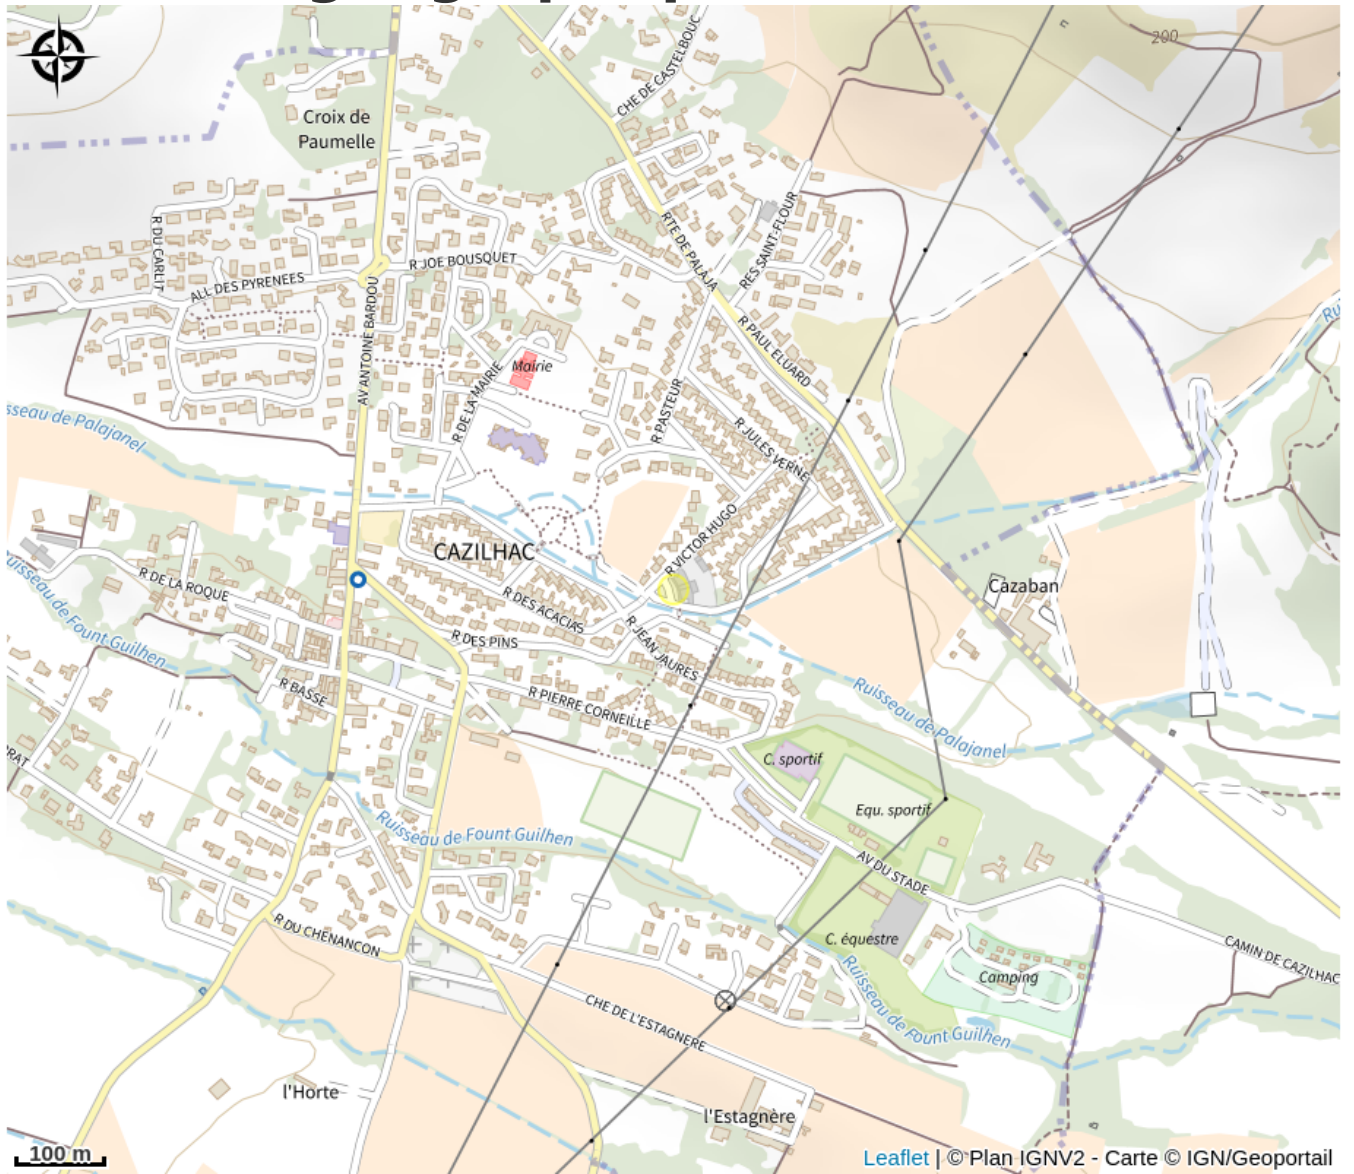 200
CHE DE CASTELBOUC
Croix de
Paumelle
R DU CARLIT
RTE DE PALAJA
RES SAINT-FLOUR
R JOE BOUSQUET
ALL DES PYRENEES
AV ANTOINE BARDOU
R PAUL ELUARD
Mairie
R DE LA MAIRIE
R PASTEUR
sseau de Palajanel
R JULES VERNE
R VICTOR HUGO
CAZILHAC
R DE LA ROQUE
Cazaban
uisseau de Fount Guilhen
R DES ACACIAS
R DES PINS
R JEAN JAURES
R BASSE
R PIERRE CORNEILLE
Ruisseau de Palajanel
PRAT
C. sportif
Equ. sportif
Ruisseau de Fount Guilhen
AV DU STADE
R DU CHENANCON
C. équestre
CAMIN DE CAZILHAC
Camping
Ruisseau de Fount Guilhen
CHE DE L'ESTAGNERE
l'Horte
l'Estagnère
100 m
Leaflet | © Plan IGNV2 - Carte © IGN/Geoportail